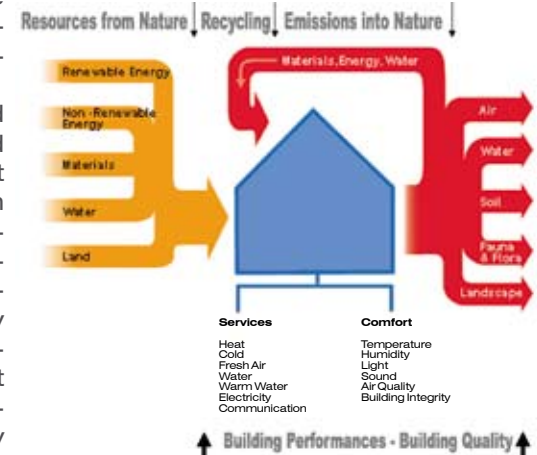 Resources from Nature Recycling Emissions into Nature
Materials, Energy, Water
Renewable Energy
Non-Renewable
Energy
Materials
Water
Land
Air
Water
Soil
Fauna
& Flora
Landscape
Services
Heat
Cold
Fresh Air
Water
Warm Water
Electricity
Communication
Comfort
Temperature
Humidity
Light
Sound
Air Quality
Building Integrity
Building Performances - Building Quality